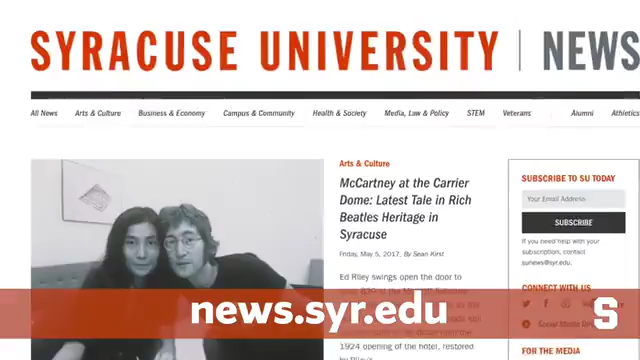 SYRACUSE UNIVERSITY | NEWS
All News Arts & Culture Business & Economy Campus & Community Health & Society Media, Law & Policy STEM Veterans Alumni Athletics
Arts & Culture
McCartney at the Carrier
Dome: Latest Tale in Rich
Beatles Heritage in
Syracuse
Friday, May 5, 2017, By Sean Kirst
Ed Riley swings open the door to
1924 opening of the hotel, restored
SUBSCRIBE TO SU TODAY
Your Email Address
SUBSCRIBE
If you need help with your
subscription, contact
sunews@syr.edu.
CONNECT WITH US
Social Media
FOR THE MEDIA
news.syr.edu
S